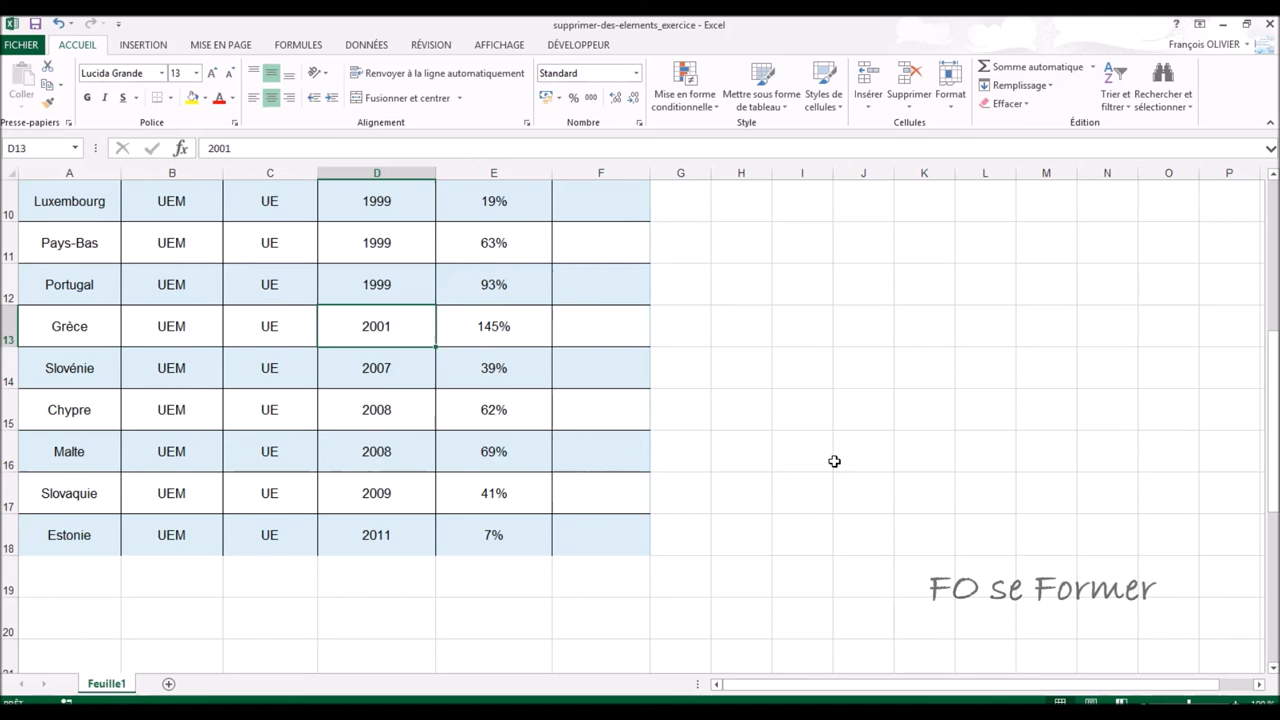 supprimer-des-elements_exercice - Excel
?
FICHIER ACCUEIL INSERTION MISE EN PAGE FORMULES DONNÉES RÉVISION AFFICHAGE DÉVELOPPEUR François OLIVIER
Coller
Lucida Grande 13
G I S
Renvoyer à la ligne automatiquement
Fusionner et centrer
Standard
% 000
Mise en forme conditionnelle
Mettre sous forme de tableau
Styles de cellules
Insérer
Supprimer
Format
Somme automatique
Remplissage
Effacer
Trier et filtrer
Rechercher et sélectionner
Presse-papiers Police Alignement Nombre Style Cellules Édition
D13 fx 2001
A B C D E F G H I J K L M N O P
10 Luxembourg UEM UE 1999 19%
11 Pays-Bas UEM UE 1999 63%
12 Portugal UEM UE 1999 93%
13 Grèce UEM UE 2001 145%
14 Slovénie UEM UE 2007 39%
15 Chypre UEM UE 2008 62%
16 Malte UEM UE 2008 69%
17 Slovaquie UEM UE 2009 41%
18 Estonie UEM UE 2011 7%
19
FO se Former
20
Feuille1